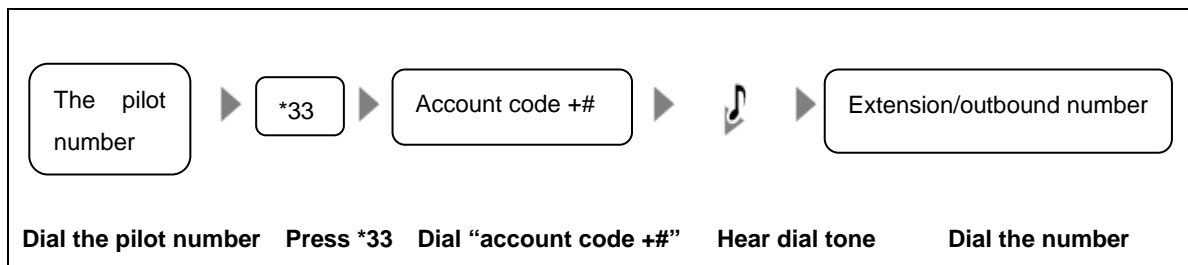 The pilot
number
*33
Account code +#
Extension/outbound number
Dial the pilot number Press *33 Dial “account code +#” Hear dial tone Dial the number